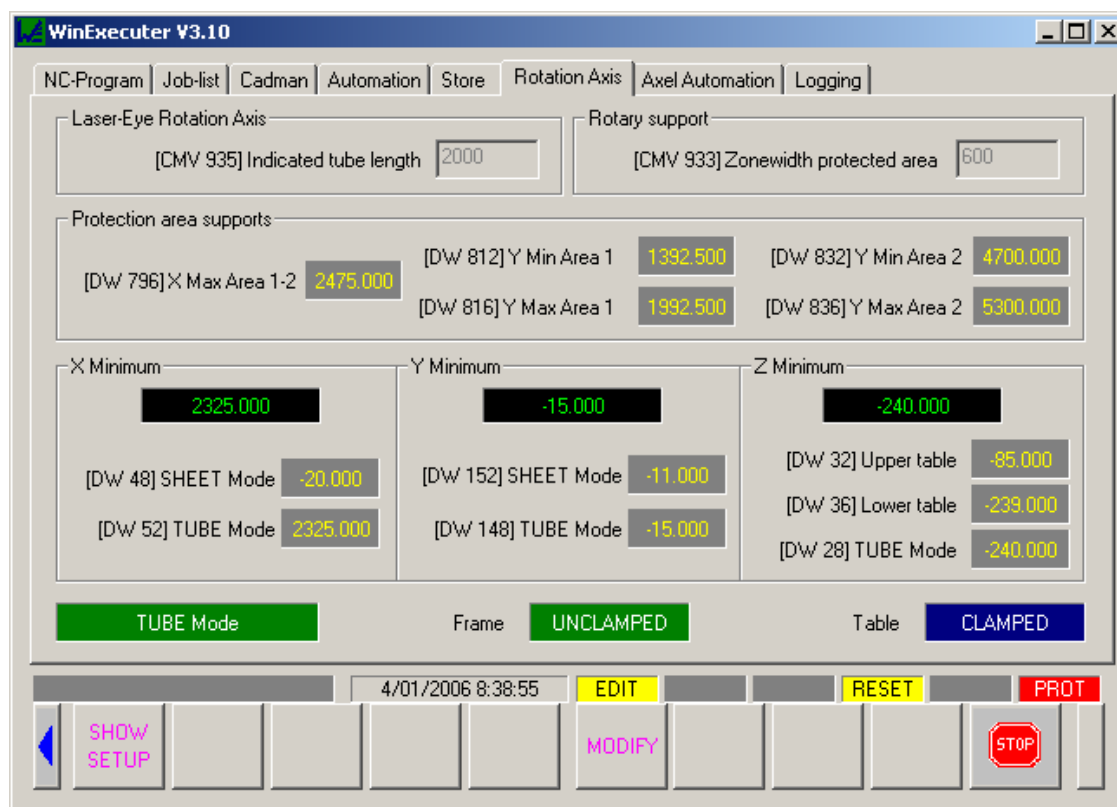 WinExecuter V3.10
NC-Program Job-list Cadman Automation Store Rotation Axis Axel Automation Logging
Laser-Eye Rotation Axis
[CMV 935] Indicated tube length 2000
Rotary support
[CMV 933] Zonewidth protected area 600
Protection area supports
[DW 796] X Max Area 1-2 2475.000
[DW 812] Y Min Area 1 1392.500
[DW 832] Y Min Area 2 4700.000
[DW 816] Y Max Area 1 1992.500
[DW 836] Y Max Area 2 5300.000
X Minimum
2325.000
[DW 48] SHEET Mode -20.000
[DW 52] TUBE Mode 2325.000
Y Minimum
-15.000
[DW 152] SHEET Mode -11.000
[DW 148] TUBE Mode -15.000
Z Minimum
-240.000
[DW 32] Upper table -85.000
[DW 36] Lower table -239.000
[DW 28] TUBE Mode -240.000
TUBE Mode Frame UNCLAMPED Table CLAMPED
4/01/2006 8:38:55 EDIT RESET PROT
SHOW
SETUP
MODIFY
STOP